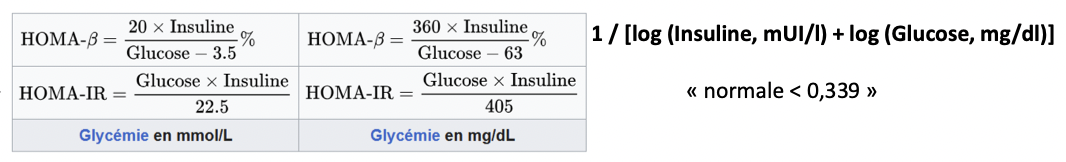 HOMA-β = 20 × Insuline / Glucose − 3.5 %
HOMA-β = 360 × Insuline / Glucose − 63 %
1 / [log (Insuline, mUI/l) + log (Glucose, mg/dl)]
HOMA-IR = Glucose × Insuline / 22.5
HOMA-IR = Glucose × Insuline / 405
« normale < 0,339 »
Glycémie en mmol/L
Glycémie en mg/dL